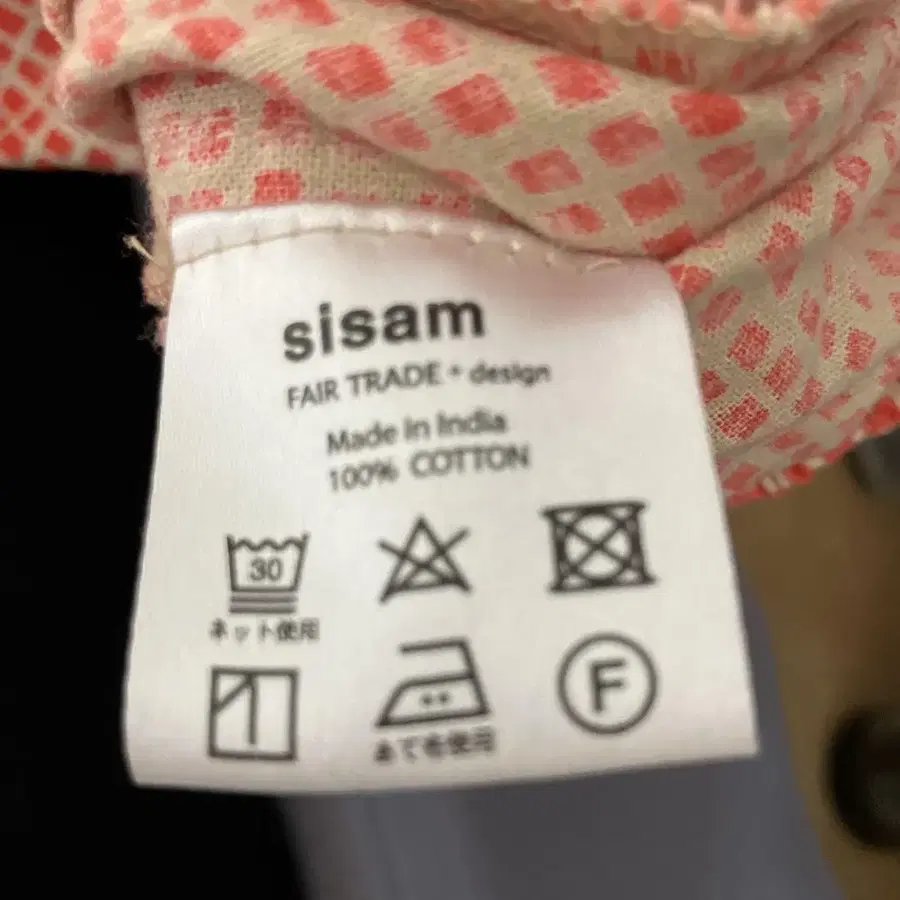 sisam
FAIR TRADE + design
Made in India
100% COTTON
30
ネット使用
あて布使用
F